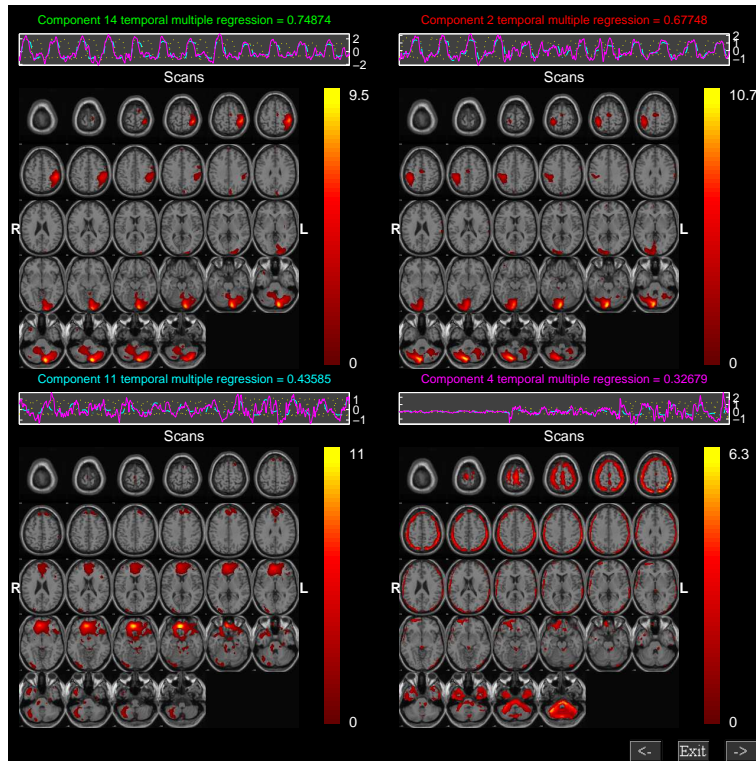 Component 14 temporal multiple regression = 0.74874
2
0
−2
Scans
9.5
0
R
Component 2 temporal multiple regression = 0.67748
2
1
0
−1
Scans
10.7
0
L
Component 11 temporal multiple regression = 0.43585
1
0
−1
Scans
11
0
R
Component 4 temporal multiple regression = 0.32679
2
1
0
−1
Scans
6.3
0
L
<-
Exit
->